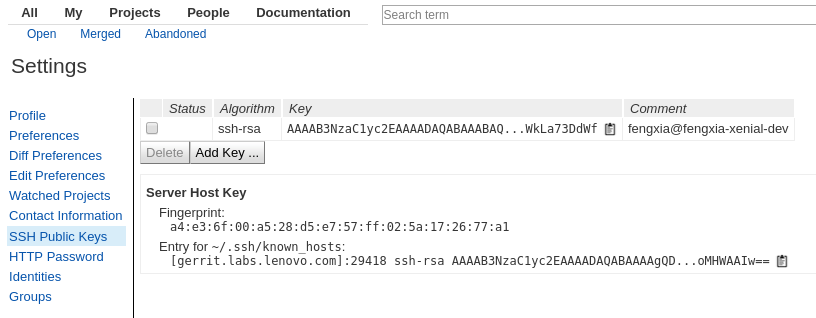 All My Projects People Documentation
Search term
Open Merged Abandoned
Settings
Profile
Preferences
Diff Preferences
Edit Preferences
Watched Projects
Contact Information
SSH Public Keys
HTTP Password
Identities
Groups
Status Algorithm Key Comment
ssh-rsa AAAAB3NzaC1yc2EAAAADAQABAAABAQ...WkLa73DdWf fengxia@fengxia-xenial-dev
Delete Add Key ...
Server Host Key
Fingerprint:
a4:e3:6f:00:a5:28:d5:e7:57:ff:02:5a:17:26:77:a1
Entry for ~/.ssh/known_hosts:
[gerrit.labs.lenovo.com]:29418 ssh-rsa AAAAB3NzaC1yc2EAAAADAQABAAAAgQD...oMHWAAIw==